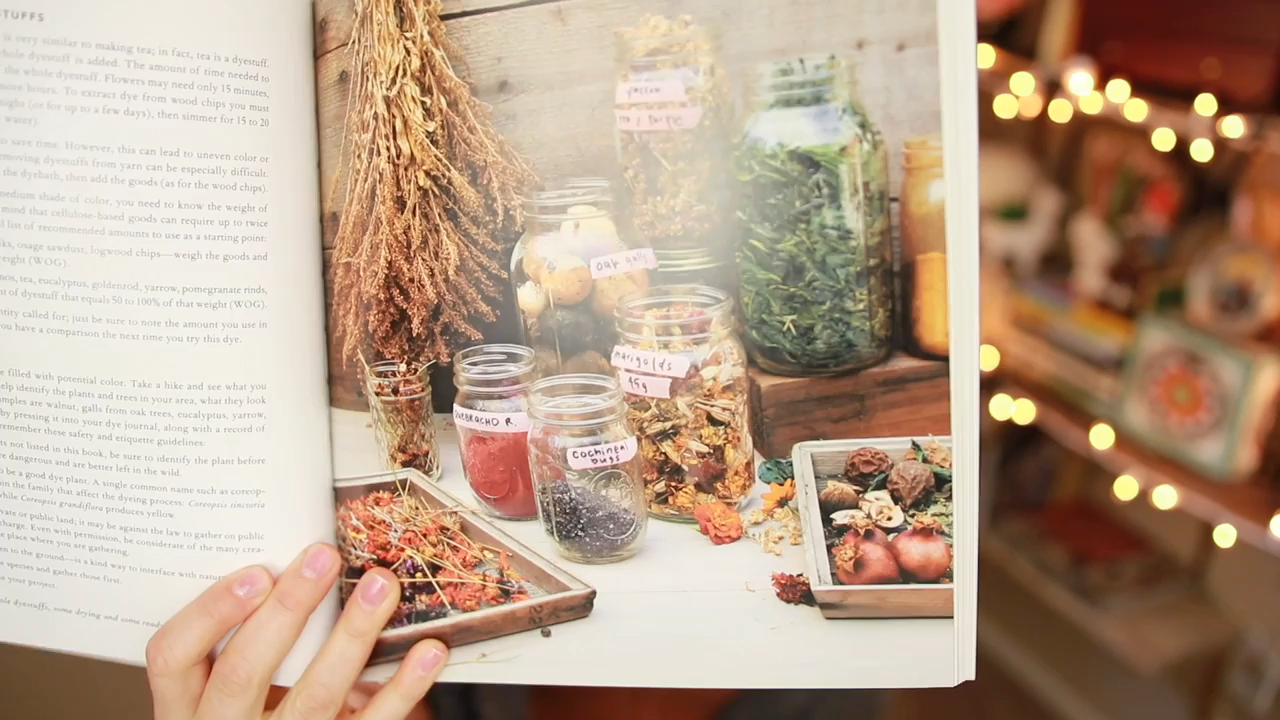 STUFFS
is very similar to making tea; in fact, tea is a dyestuff.
hole dyestuff is added. The amount of time needed to
the whole dyestuff. Flowers may need only 15 minutes,
more hours. To extract dye from wood chips you must
night (or for up to a few days), then simmer for 15 to 20
water).
o save time. However, this can lead to uneven color or
emoving dyestuffs from yarn can be especially difficult.
the dyebath, then add the goods (as for the wood chips).
medium shade of color, you need to know the weight of
mind that cellulose-based goods can require up to twice
l list of recommended amounts to use as a starting point:
ks, osage sawdust, logwood chips—weigh the goods and
weight (WOG).
nos, tea, eucalyptus, goldenrod, yarrow, pomegranate rinds,
nt of dyestuff that equals 50 to 100% of that weight (WOG).
ntity called for; just be sure to note the amount you use in
you have a comparison the next time you try this dye.
e filled with potential color. Take a hike and see what you
elp identify the plants and trees in your area, what they look
mples are walnut, galls from oak trees, eucalyptus, yarrow,
by pressing it into your dye journal, along with a record of
remember these safety and etiquette guidelines:
ts not listed in this book, be sure to identify the plant before
e dangerous and are better left in the wild.
o be a good dye plant. A single common name such as coreop-
in the family that affect the dyeing process: Coreopsis tinctoria
while Coreopsis grandiflora produces yellow.
vate or public land; it may be against the law to gather on public
charge. Even with permission, be considerate of the many crea-
e place where you are gathering.
en to the ground—is a kind way to interface with nature
species and gather those first.
o your project.
ole dyestuffs, some drying and some ready
oak galls
marigolds
45g
QUEBRACHO R.
cochineal
bugs